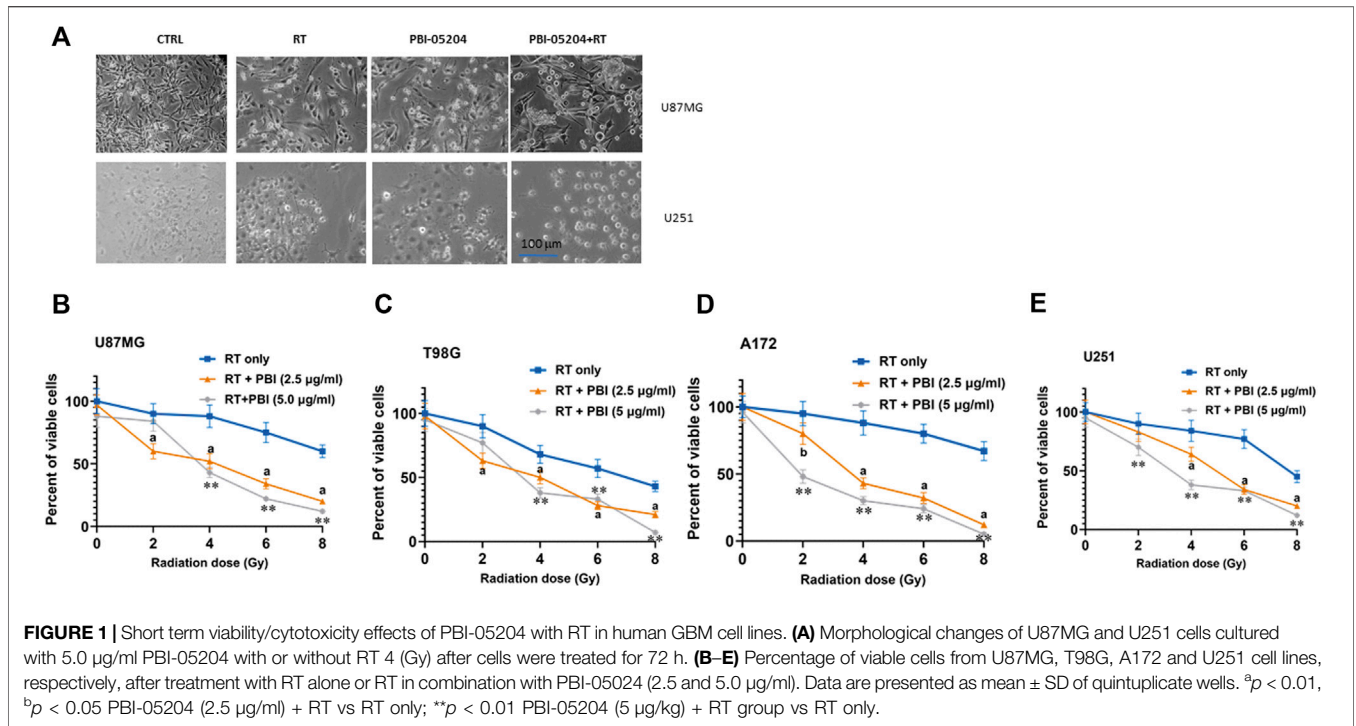 A
CTRL RT PBI-05204 PBI-05204+RT
U87MG
U251
100 μm
B
U87MG
RT only
RT + PBI (2.5 μg/ml)
RT+PBI (5.0 μg/ml)
Percent of viable cells
100
50
0
a a a a
** ** **
0 2 4 6 8
Radiation dose (Gy)
C
T98G
RT only
RT + PBI (2.5 μg/ml)
RT + PBI (5 μg/ml)
Percent of viable cells
100
50
0
a a a a
** ** **
0 2 4 6 8
Radiation dose (Gy)
D
A172
RT only
RT + PBI (2.5 μg/ml)
RT + PBI (5 μg/ml)
Percent of viable cells
100
50
0
b a a a
** ** ** **
0 2 4 6 8
Radiation dose (Gy)
E
U251
RT only
RT + PBI (2.5 μg/ml)
RT + PBI (5 μg/ml)
Percent of viable cells
100
50
0
a a a
** ** ** **
0 2 4 6 8
Radiation dose (Gy)
FIGURE 1 | Short term viability/cytotoxicity effects of PBI-05204 with RT in human GBM cell lines. (A) Morphological changes of U87MG and U251 cells cultured
with 5.0 μg/ml PBI-05204 with or without RT 4 (Gy) after cells were treated for 72 h. (B–E) Percentage of viable cells from U87MG, T98G, A172 and U251 cell lines,
respectively, after treatment with RT alone or RT in combination with PBI-05024 (2.5 and 5.0 μg/ml). Data are presented as mean ± SD of quintuplicate wells. ᵃp < 0.01,
ᵇp < 0.05 PBI-05204 (2.5 μg/ml) + RT vs RT only; **p < 0.01 PBI-05204 (5 μg/kg) + RT group vs RT only.